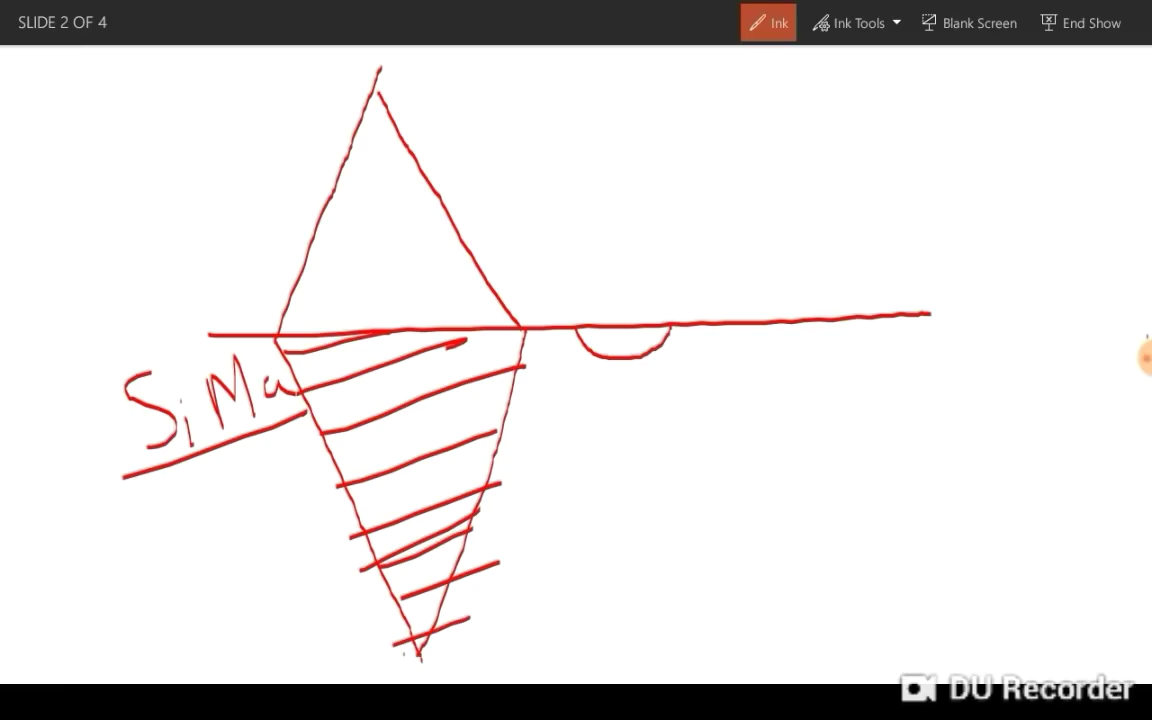 SLIDE 2 OF 4
Ink
Ink Tools
Blank Screen
End Show
SiMa
DU Recorder